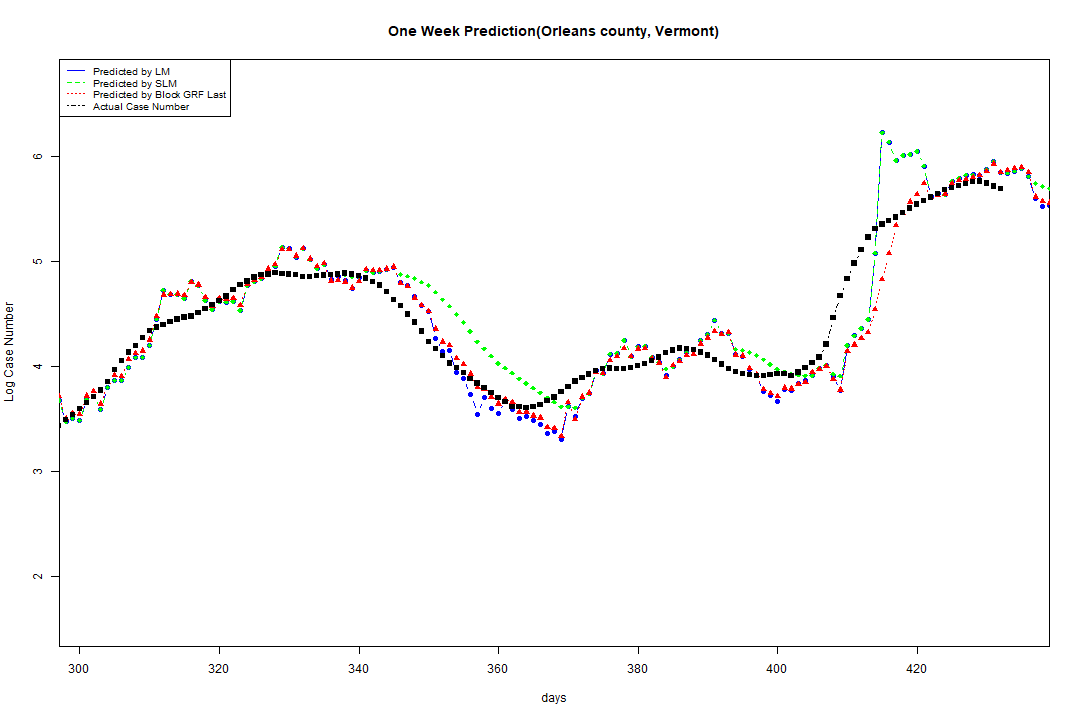 One Week Prediction(Orleans county, Vermont)
Predicted by LM
Predicted by SLM
Predicted by Block GRF Last
Actual Case Number
Log Case Number
6
5
4
3
2
300 320 340 360 380 400 420
days